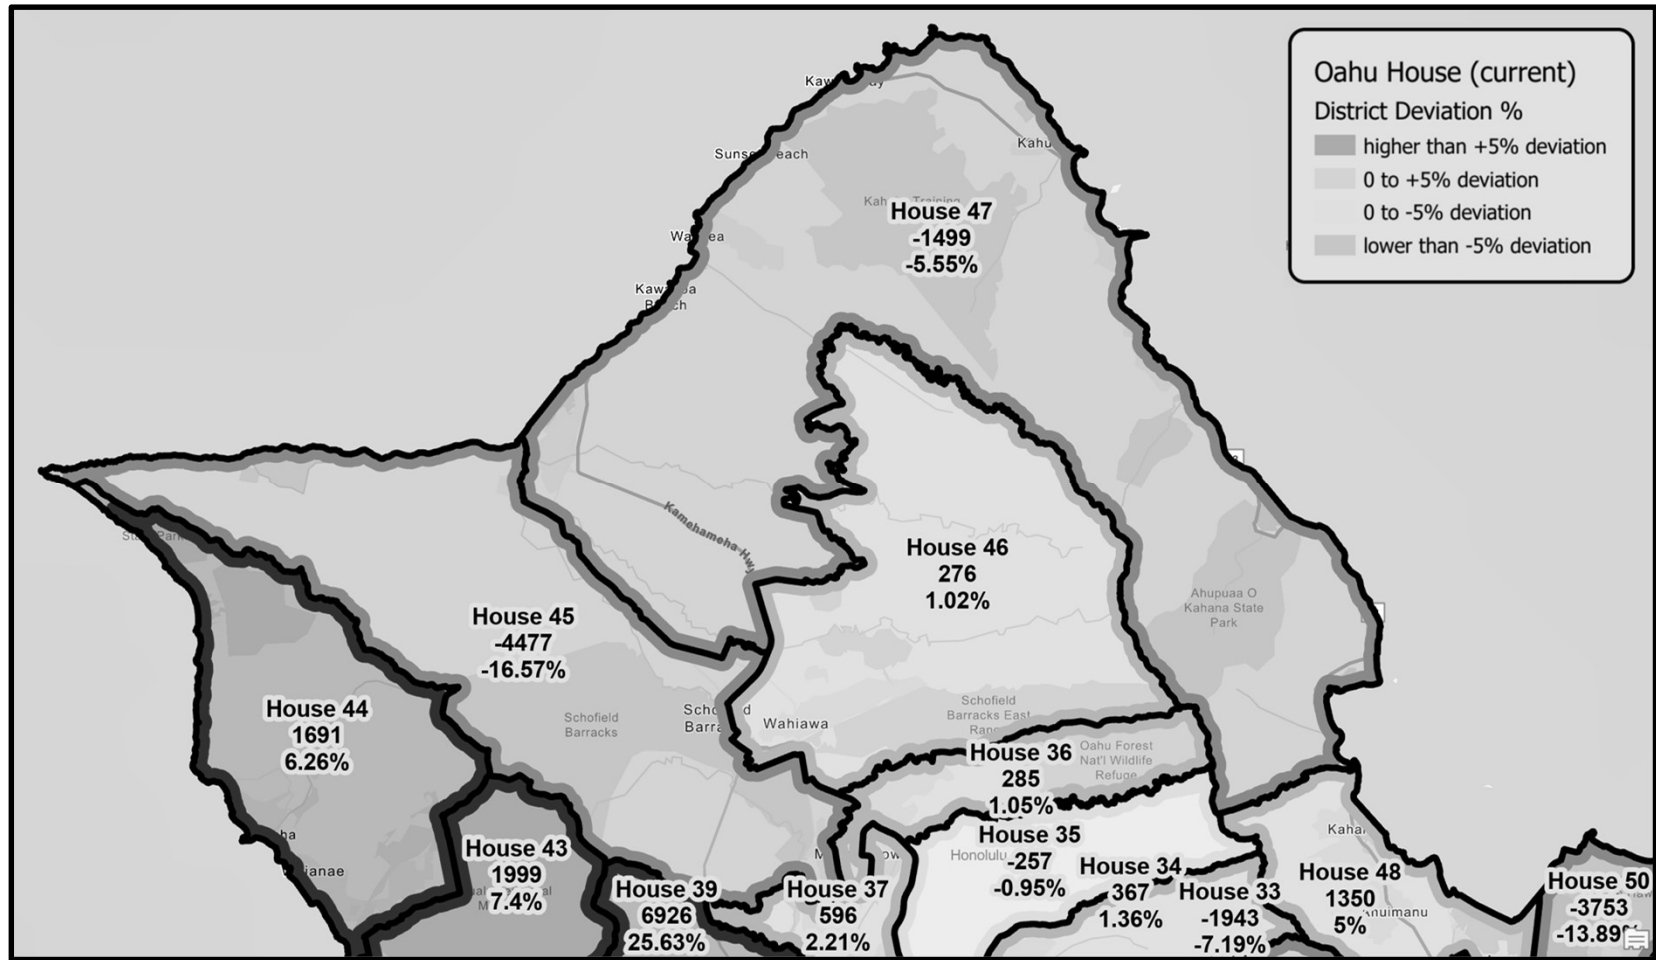 Oahu House (current)
District Deviation %
higher than +5% deviation
0 to +5% deviation
0 to -5% deviation
lower than -5% deviation
House 47
-1499
-5.55%
Kamehameha Hwy
House 46
276
1.02%
Ahupuaa O
Kahana State
Park
House 45
-4477
-16.57%
House 44
1691
6.26%
Schofield
Barracks
Wahiawa
Schofield
Barracks East
House 36
285
1.05%
Oahu Forest
Nat'l Wildlife
Refuge
House 43
1999
7.4%
House 35
-257
-0.95%
House 34
367
1.36%
House 39
6926
25.63%
House 37
596
2.21%
House 33
-1943
-7.19%
House 48
1350
5%
House 50
-3753
-13.89%